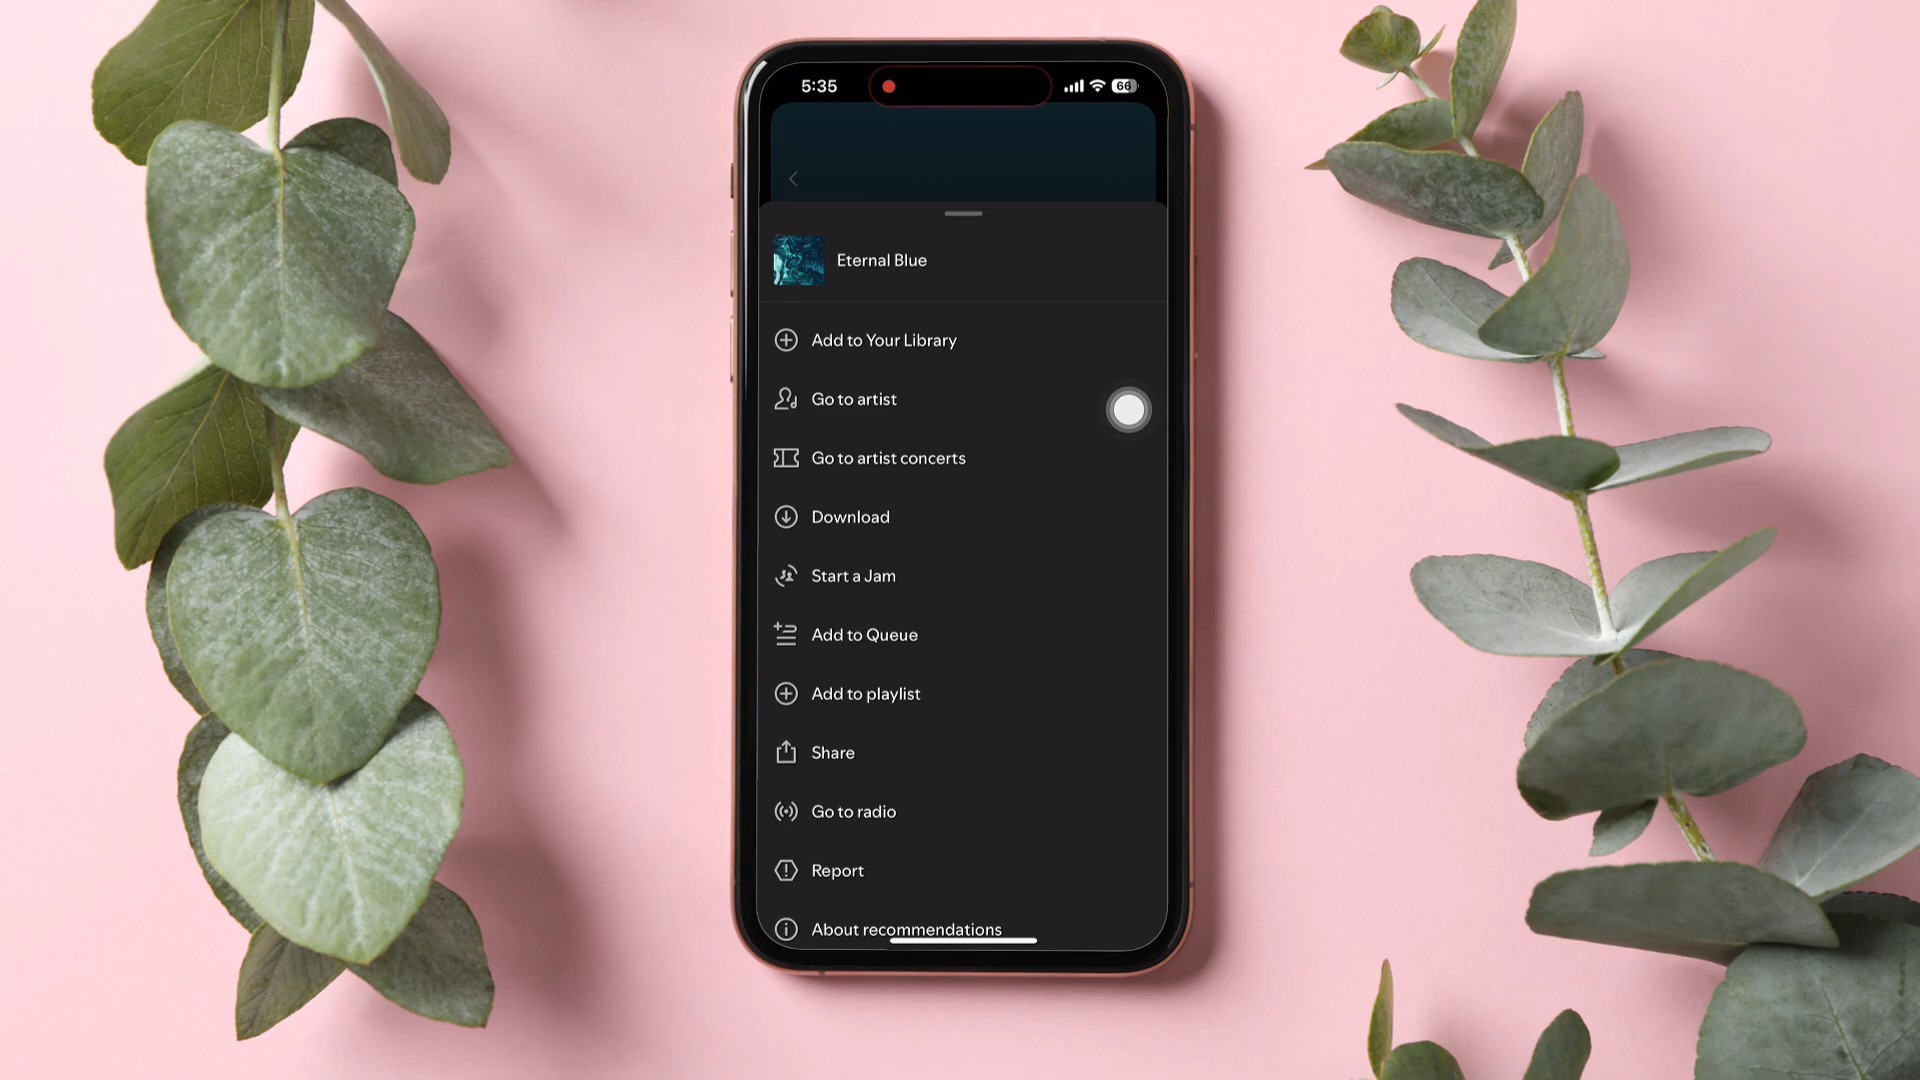 5:35
66
Eternal Blue
Add to Your Library
Go to artist
Go to artist concerts
Download
Start a Jam
Add to Queue
Add to playlist
Share
Go to radio
Report
About recommendations